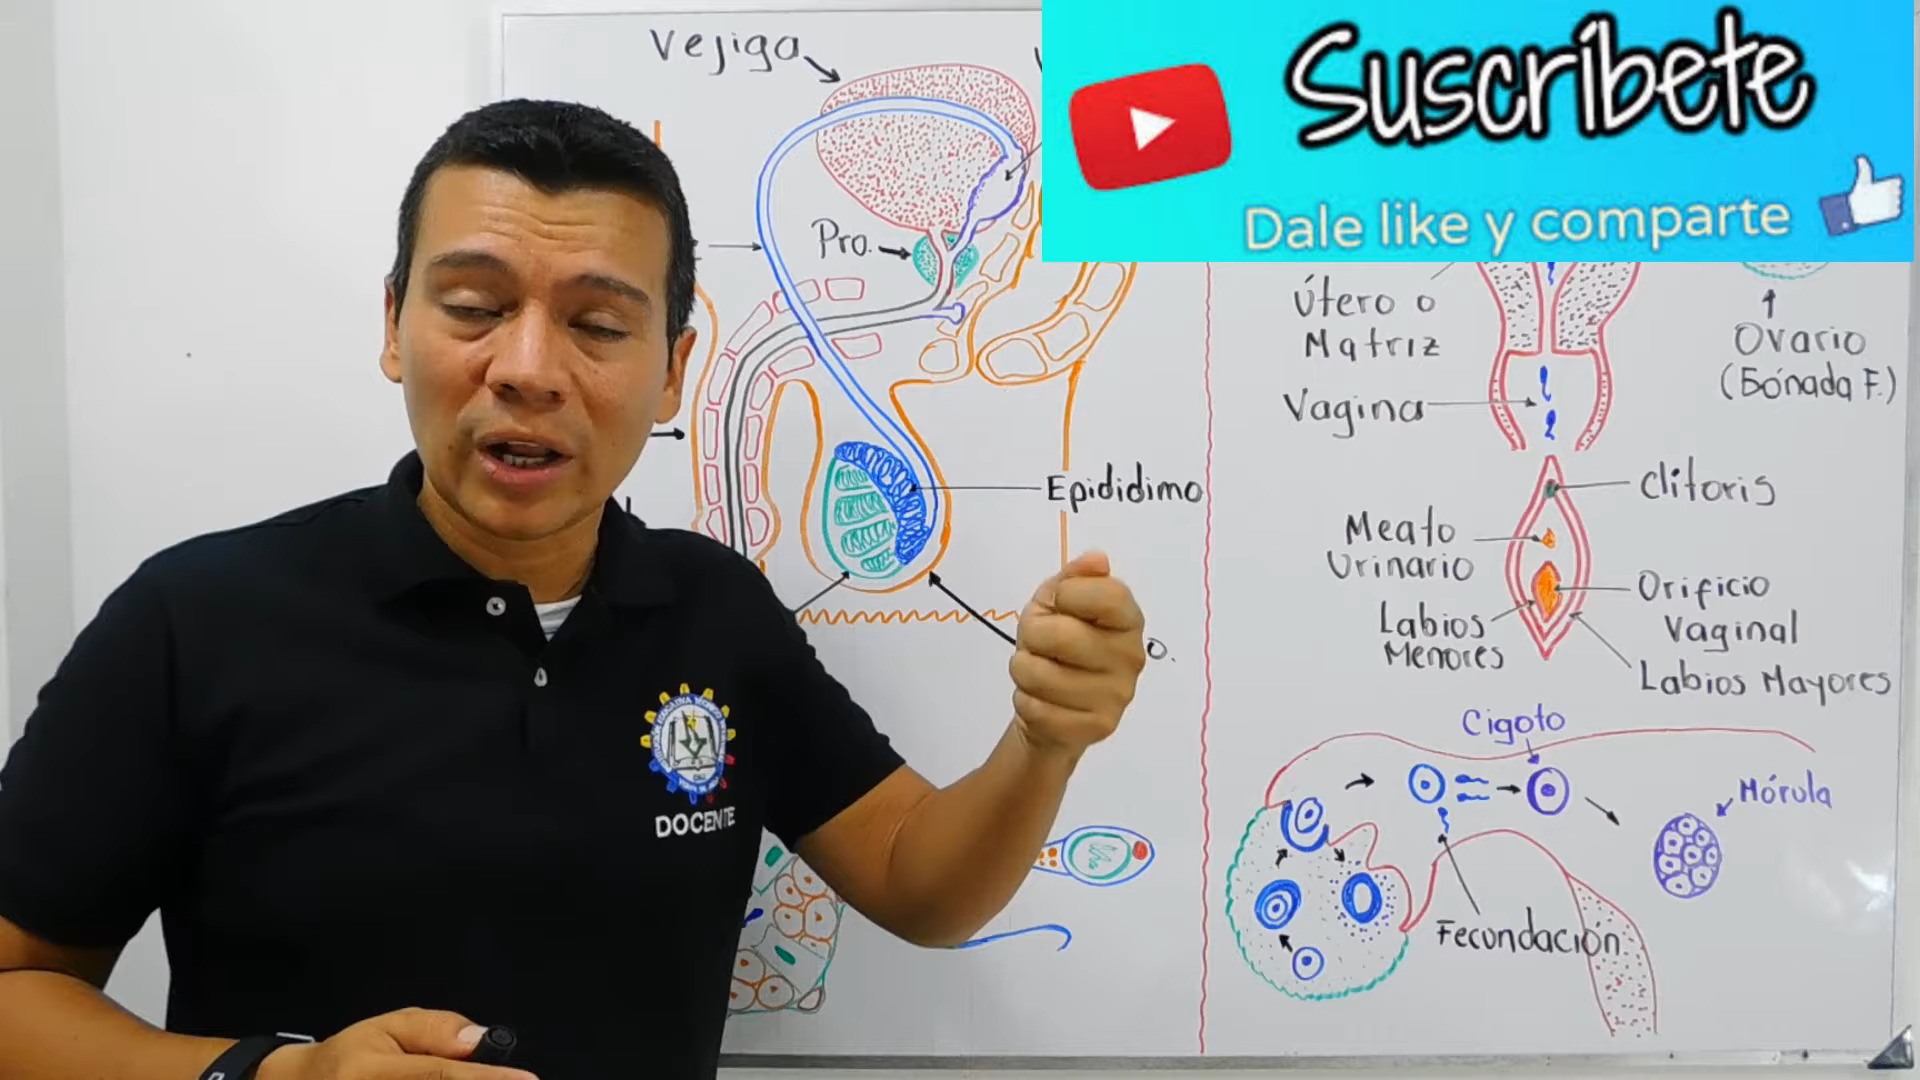 Vejiga
Pro.
Epididimo
o.
Suscríbete
Dale like y comparte
Útero o
Matriz
Ovario
(Gónada F.)
Vagina
Clitoris
Meato
Urinario
Orificio
Vaginal
Labios
Menores
Labios Mayores
Cigoto
Mórula
Fecundación
DOCENTE